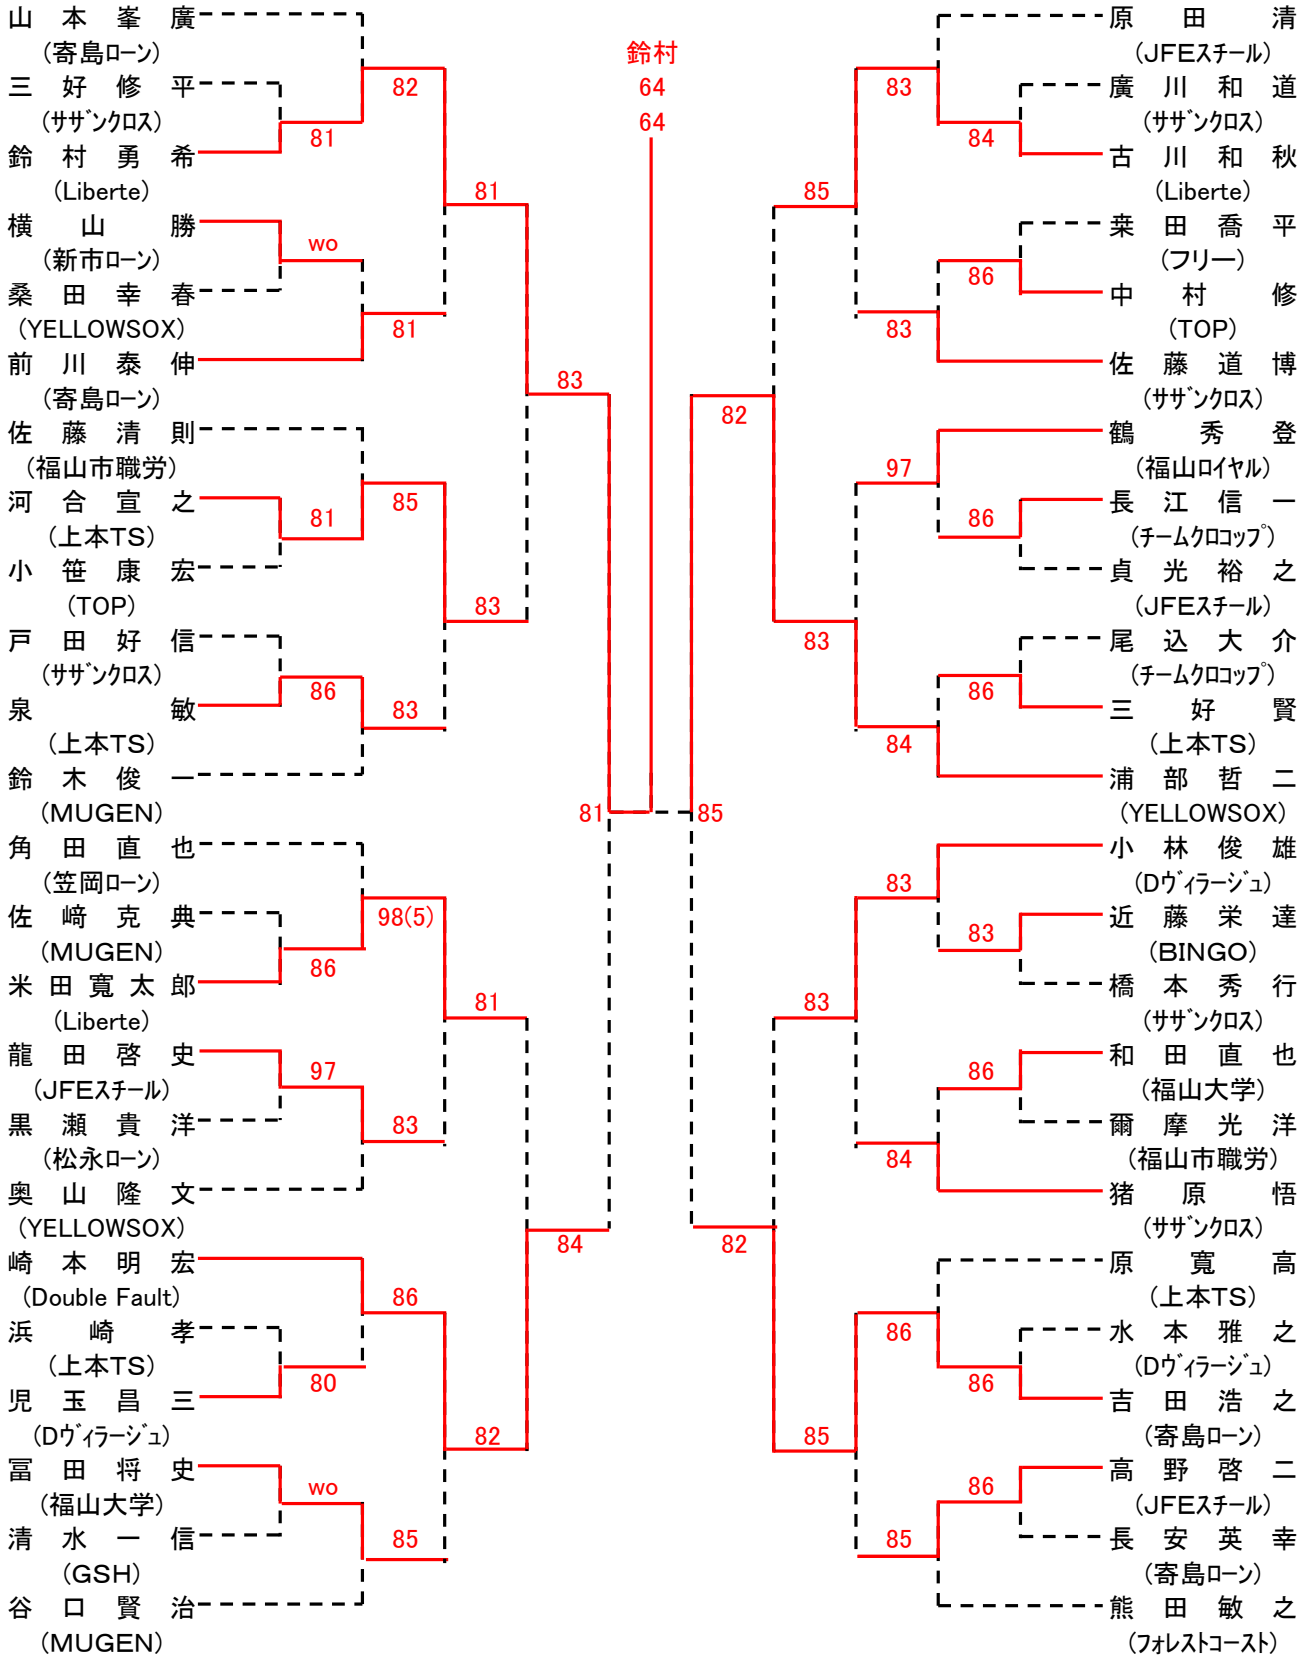 山本峯廣
(寄島ローン)
三好修平
(サザンクロス)
鈴村勇希
(Liberte)
横山勝
(新市ローン)
桑田幸春
(YELLOWSOX)
前川泰伸
(寄島ローン)
佐藤清則
(福山市職労)
河合宣之
(上本TS)
小笹康宏
(TOP)
戸田好信
(サザンクロス)
泉敏
(上本TS)
鈴木俊一
(MUGEN)
角田直也
(笠岡ローン)
佐﨑克典
(MUGEN)
米田寛太郎
(Liberte)
龍田啓史
(JFEスチール)
黒瀬貴洋
(松永ローン)
奥山隆文
(YELLOWSOX)
崎本明宏
(Double Fault)
浜崎孝
(上本TS)
児玉昌三
(Dヴィラージュ)
冨田将史
(福山大学)
清水一信
(GSH)
谷口賢治
(MUGEN)
81
wo
81
86
86
97
80
wo
82
81
85
83
98(5)
83
86
85
81
83
81
82
83
84
81
鈴村
64
64
85
82
82
85
83
83
85
83
83
97
84
83
84
86
85
84
86
86
86
83
86
86
86
原田清
(JFEスチール)
廣川和道
(サザンクロス)
古川和秋
(Liberte)
桒田喬平
(フリー)
中村修
(TOP)
佐藤道博
(サザンクロス)
鶴秀登
(福山ロイヤル)
長江信一
(チームクロコップ)
貞光裕之
(JFEスチール)
尾込大介
(チームクロコップ)
三好賢
(上本TS)
浦部哲二
(YELLOWSOX)
小林俊雄
(Dヴィラージュ)
近藤栄達
(BINGO)
橋本秀行
(サザンクロス)
和田直也
(福山大学)
爾摩光洋
(福山市職労)
猪原悟
(サザンクロス)
原寛高
(上本TS)
水本雅之
(Dヴィラージュ)
吉田浩之
(寄島ローン)
高野啓二
(JFEスチール)
長安英幸
(寄島ローン)
熊田敏之
(フォレストコースト)